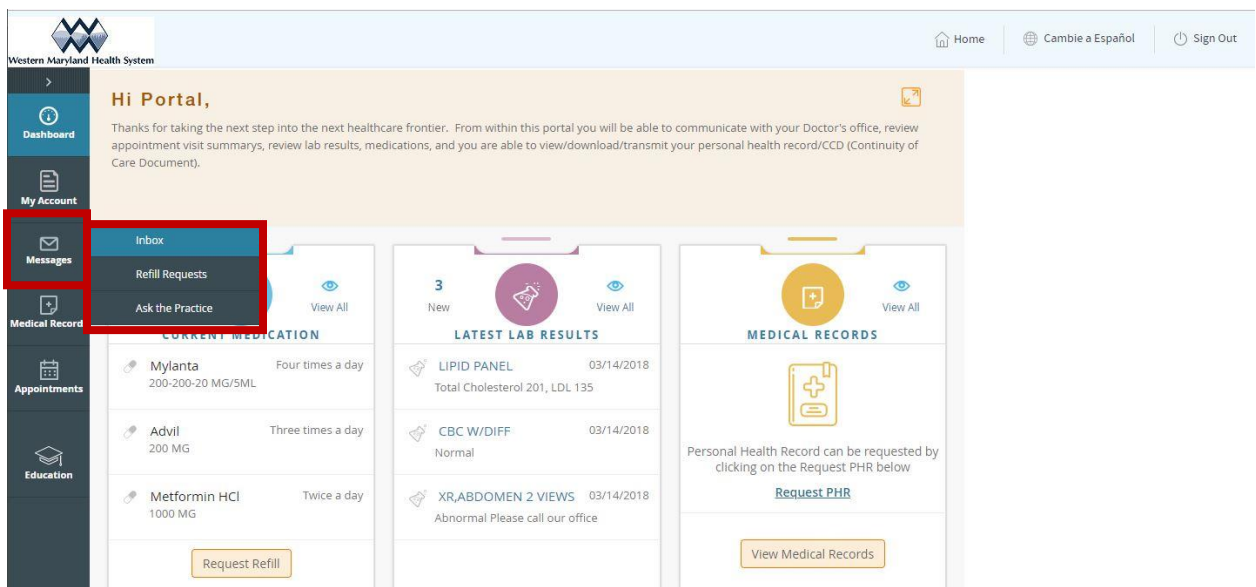 Western Maryland Health System
Home
Cambie a Español
Sign Out
>
Dashboard
My Account
Messages
Medical Record
Appointments
Education
Hi Portal,
Thanks for taking the next step into the next healthcare frontier. From within this portal you will be able to communicate with your Doctor's office, review
appointment visit summarys, review lab results, medications, and you are able to view/download/transmit your personal health record/CCD (Continuity of
Care Document).
Inbox
Refill Requests
Ask the Practice
View All
CURRENT MEDICATION
Mylanta Four times a day
200-200-20 MG/5ML
Advil Three times a day
200 MG
Metformin HCl Twice a day
1000 MG
Request Refill
3
New
View All
LATEST LAB RESULTS
LIPID PANEL 03/14/2018
Total Cholesterol 201, LDL 135
CBC W/DIFF 03/14/2018
Normal
XR,ABDOMEN 2 VIEWS 03/14/2018
Abnormal Please call our office
View All
MEDICAL RECORDS
Personal Health Record can be requested by
clicking on the Request PHR below
Request PHR
View Medical Records